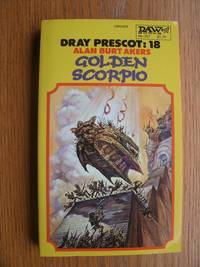 DRAY PRESCOT: 18
ALAN BURT AKERS
GOLDEN
SCORPIO
DAW